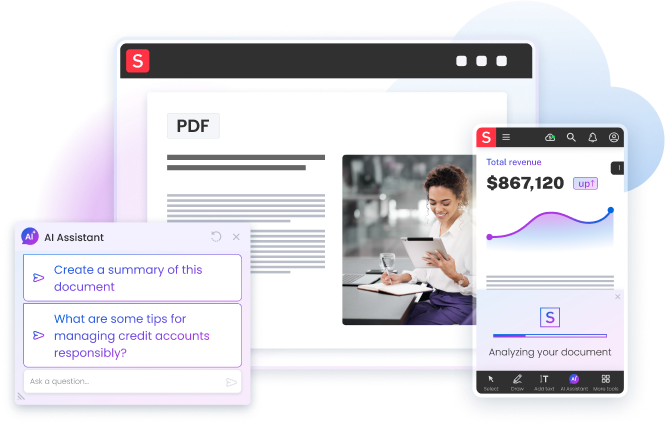 S
PDF
AI
AI Assistant
Create a summary of this
document
What are some tips for
managing credit accounts
responsibly?
Ask a question...
S
Total revenue
$867,120 up↑
S
Analyzing your document
Select Draw Add text AI Assistant More tools